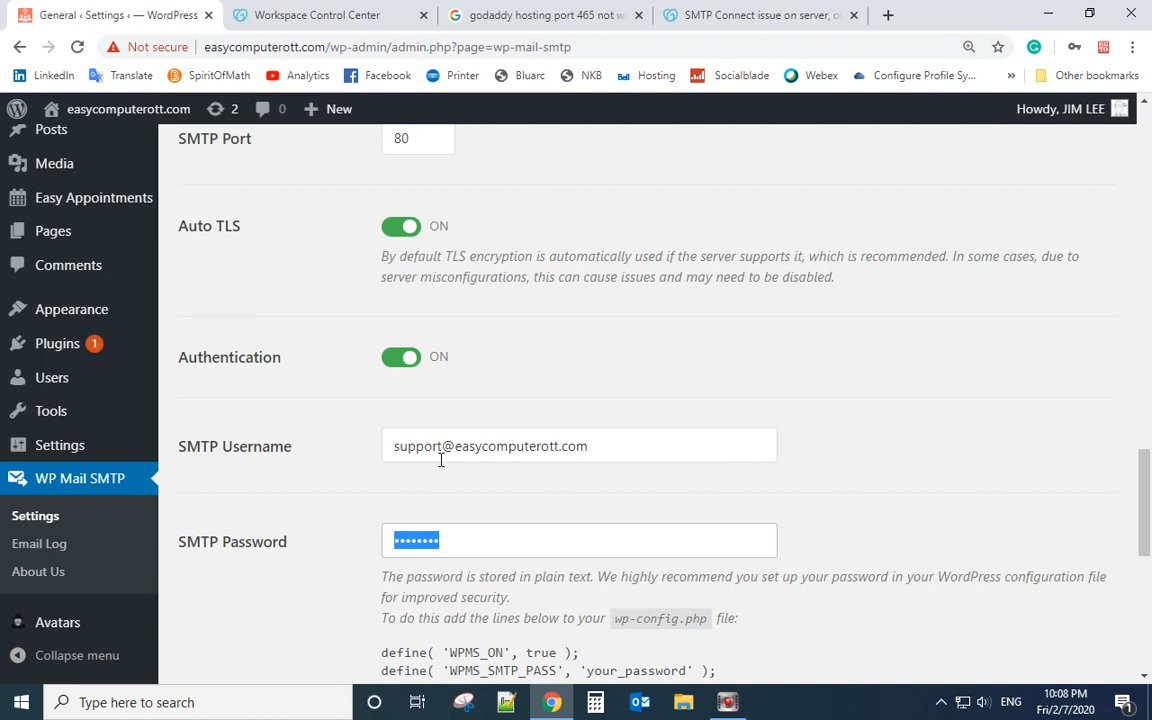 General ‹ Settings ‹ — WordPress
Workspace Control Center
godaddy hosting port 465 not w
SMTP Connect issue on server, o
Not secure
easycomputerott.com/wp-admin/admin.php?page=wp-mail-smtp
LinkedIn
Translate
SpiritOfMath
Analytics
Facebook
Printer
Bluarc
NKB
Bell
Hosting
Socialblade
Webex
Configure Profile Sy...
»
Other bookmarks
easycomputerott.com
2
0
New
Howdy, JIM LEE
Posts
Media
Easy Appointments
Pages
Comments
Appearance
Plugins 1
Users
Tools
Settings
WP Mail SMTP
Settings
Email Log
About Us
Avatars
Collapse menu
SMTP Port
80
Auto TLS
ON
By default TLS encryption is automatically used if the server supports it, which is recommended. In some cases, due to
server misconfigurations, this can cause issues and may need to be disabled.
Authentication
ON
SMTP Username
support@easycomputerott.com
SMTP Password
••••••••
The password is stored in plain text. We highly recommend you set up your password in your WordPress configuration file
for improved security.
To do this add the lines below to your wp-config.php file:
define( 'WPMS_ON', true );
define( 'WPMS_SMTP_PASS', 'your_password' );
Type here to search
ENG
10:08 PM
Fri/2/7/2020
1